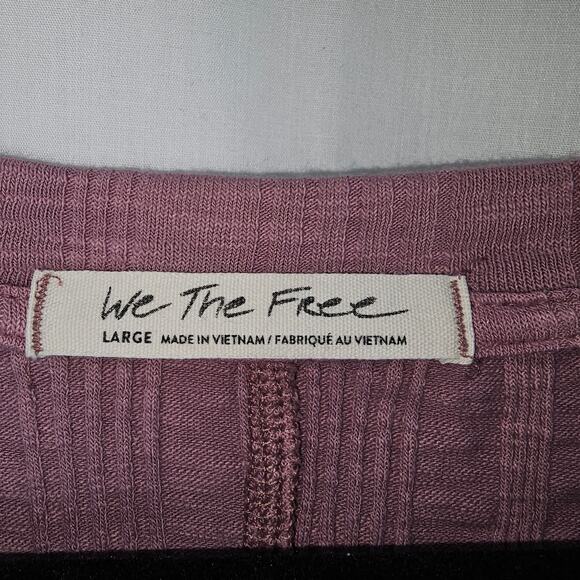 We The Free
LARGE MADE IN VIETNAM / FABRIQUÉ AU VIETNAM